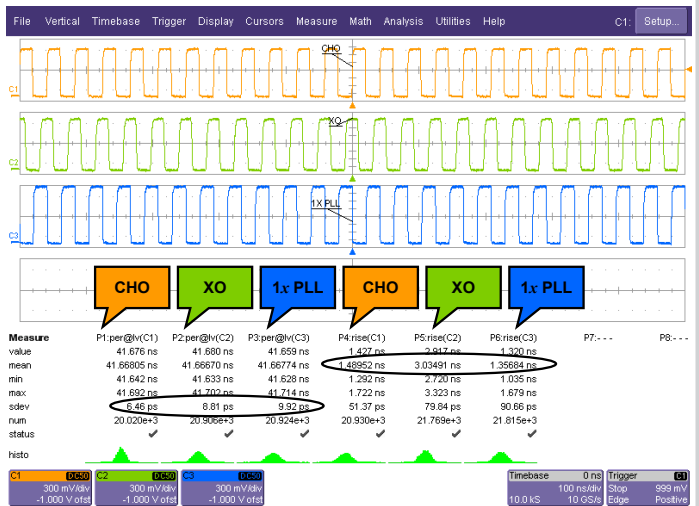 File Vertical Timebase Trigger Display Cursors Measure Math Analysis Utilities Help C1: Setup...
CHO
C1
XO
C2
1X PLL
C3
CHO XO 1x PLL CHO XO 1x PLL
Measure P1:per@lv(C1) P2:per@lv(C2) P3:per@lv(C3) P4:rise(C1) P5:rise(C2) P6:rise(C3) P7:--- P8:---
value 41.676 ns 41.680 ns 41.659 ns 1.427 ns 2.917 ns 1.320 ns
mean 41.66805 ns 41.66670 ns 41.66774 ns 1.48952 ns 3.03491 ns 1.35684 ns
min 41.642 ns 41.633 ns 41.628 ns 1.292 ns 2.720 ns 1.035 ns
max 41.692 ns 41.702 ns 41.714 ns 1.722 ns 3.323 ns 1.679 ns
sdev 6.46 ps 8.81 ps 9.92 ps 51.37 ps 79.84 ps 90.66 ps
num 20.020e+3 20.906e+3 20.924e+3 20.930e+3 21.769e+3 21.815e+3
status
histo
C1 DC50 C2 DC50 C3 DC50 Timebase 0 ns Trigger C1
300 mV/div 300 mV/div 300 mV/div 100 ns/div Stop 999 mV
-1.000 V ofst -1.000 V ofst -1.000 V ofst 10.0 kS 10 GS/s Edge Positive